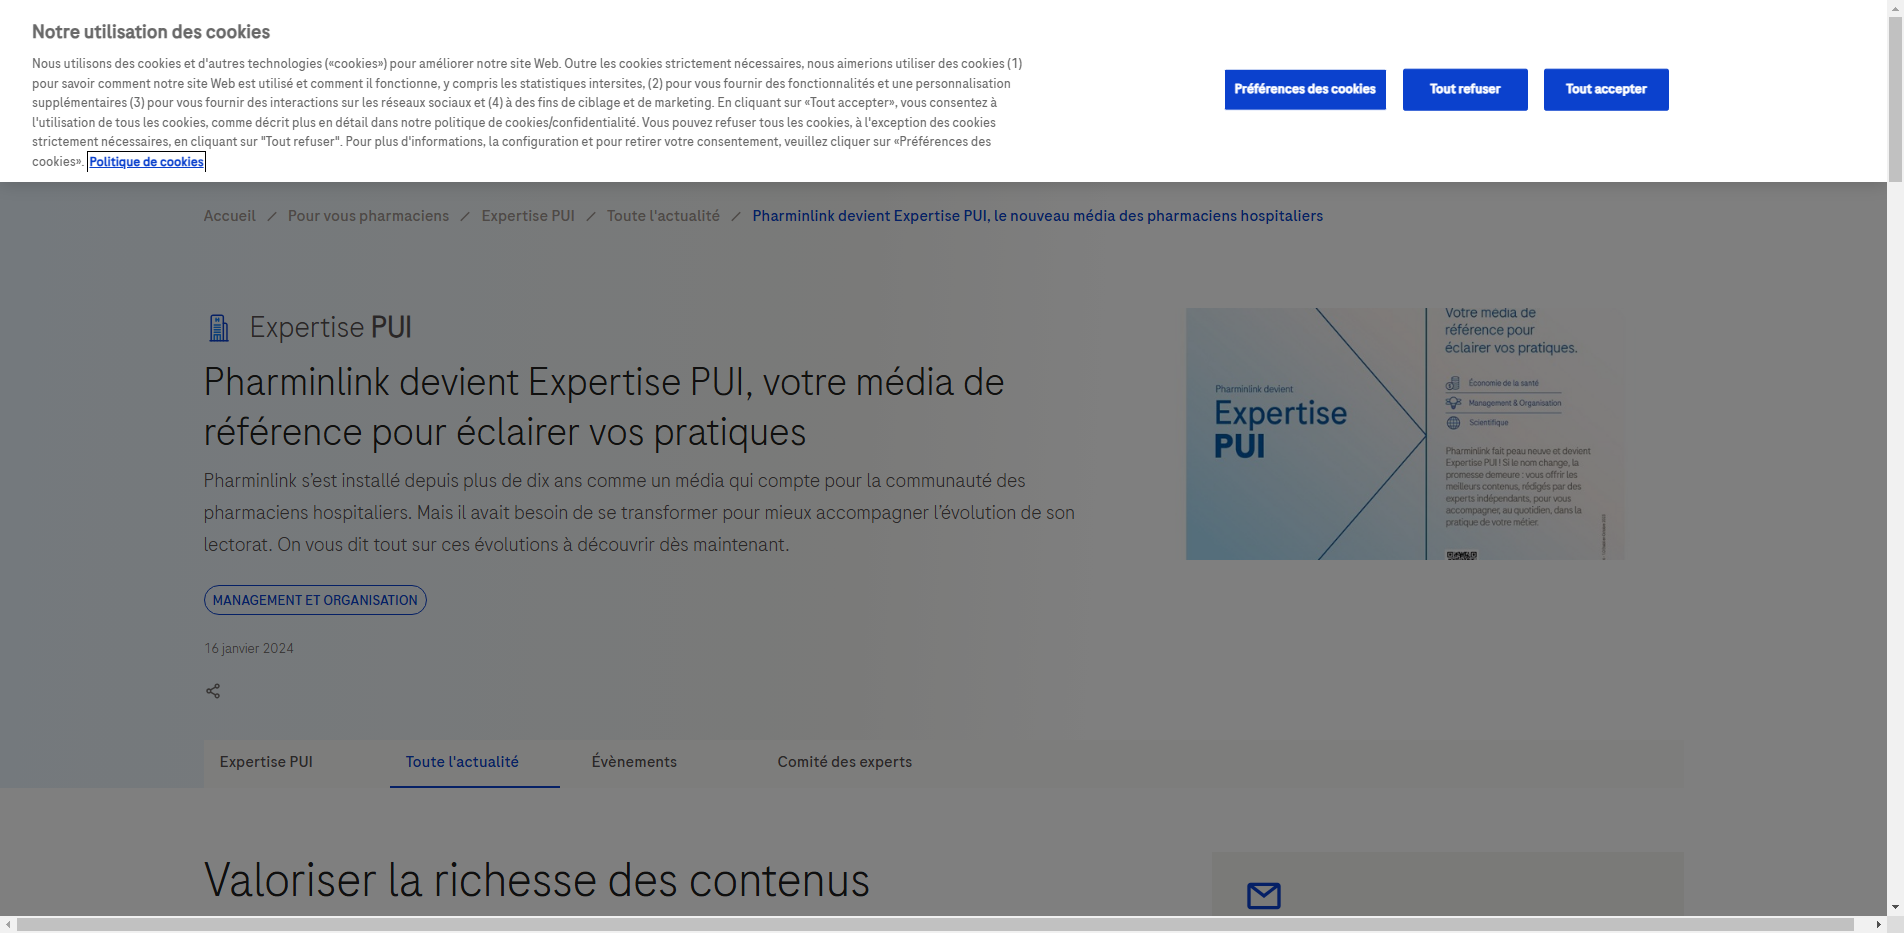 Notre utilisation des cookies
Nous utilisons des cookies et d'autres technologies («cookies») pour améliorer notre site Web. Outre les cookies strictement nécessaires, nous aimerions utiliser des cookies (1)
pour savoir comment notre site Web est utilisé et comment il fonctionne, y compris les statistiques intersites, (2) pour vous fournir des fonctionnalités et une personnalisation
supplémentaires (3) pour vous fournir des interactions sur les réseaux sociaux et (4) à des fins de ciblage et de marketing. En cliquant sur «Tout accepter», vous consentez à
l'utilisation de tous les cookies, comme décrit plus en détail dans notre politique de cookies/confidentialité. Vous pouvez refuser tous les cookies, à l'exception des cookies
strictement nécessaires, en cliquant sur "Tout refuser". Pour plus d'informations, la configuration et pour retirer votre consentement, veuillez cliquer sur «Préférences des
cookies». Politique de cookies
Préférences des cookies
Tout refuser
Tout accepter
Accueil / Pour vous pharmaciens / Expertise PUI / Toute l'actualité / Pharminlink devient Expertise PUI, le nouveau média des pharmaciens hospitaliers
Expertise PUI
Pharminlink devient Expertise PUI, votre média de
référence pour éclairer vos pratiques
Pharminlink s’est installé depuis plus de dix ans comme un média qui compte pour la communauté des
pharmaciens hospitaliers. Mais il avait besoin de se transformer pour mieux accompagner l’évolution de son
lectorat. On vous dit tout sur ces évolutions à découvrir dès maintenant.
MANAGEMENT ET ORGANISATION
16 janvier 2024
Pharminlink devient
Expertise
PUI
Votre media de
référence pour
éclairer vos pratiques.
Économie de la santé
Management & Organisation
Scientifique
Pharminlink fait peau neuve et devient
Expertise PUI ! Si le nom change, la
promesse demeure : vous offrir les
meilleurs contenus, rédigés par des
experts indépendants, pour vous
accompagner, au quotidien, dans la
pratique de votre métier.
Expertise PUI
Toute l'actualité
Évènements
Comité des experts
Valoriser la richesse des contenus